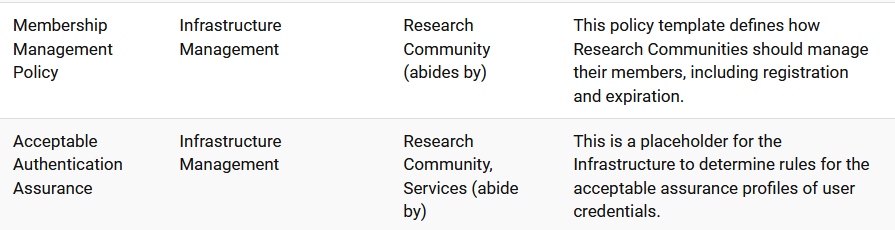 Membership Management Policy
Infrastructure Management
Research Community (abides by)
This policy template defines how Research Communities should manage their members, including registration and expiration.
Acceptable Authentication Assurance
Infrastructure Management
Research Community, Services (abide by)
This is a placeholder for the Infrastructure to determine rules for the acceptable assurance profiles of user credentials.